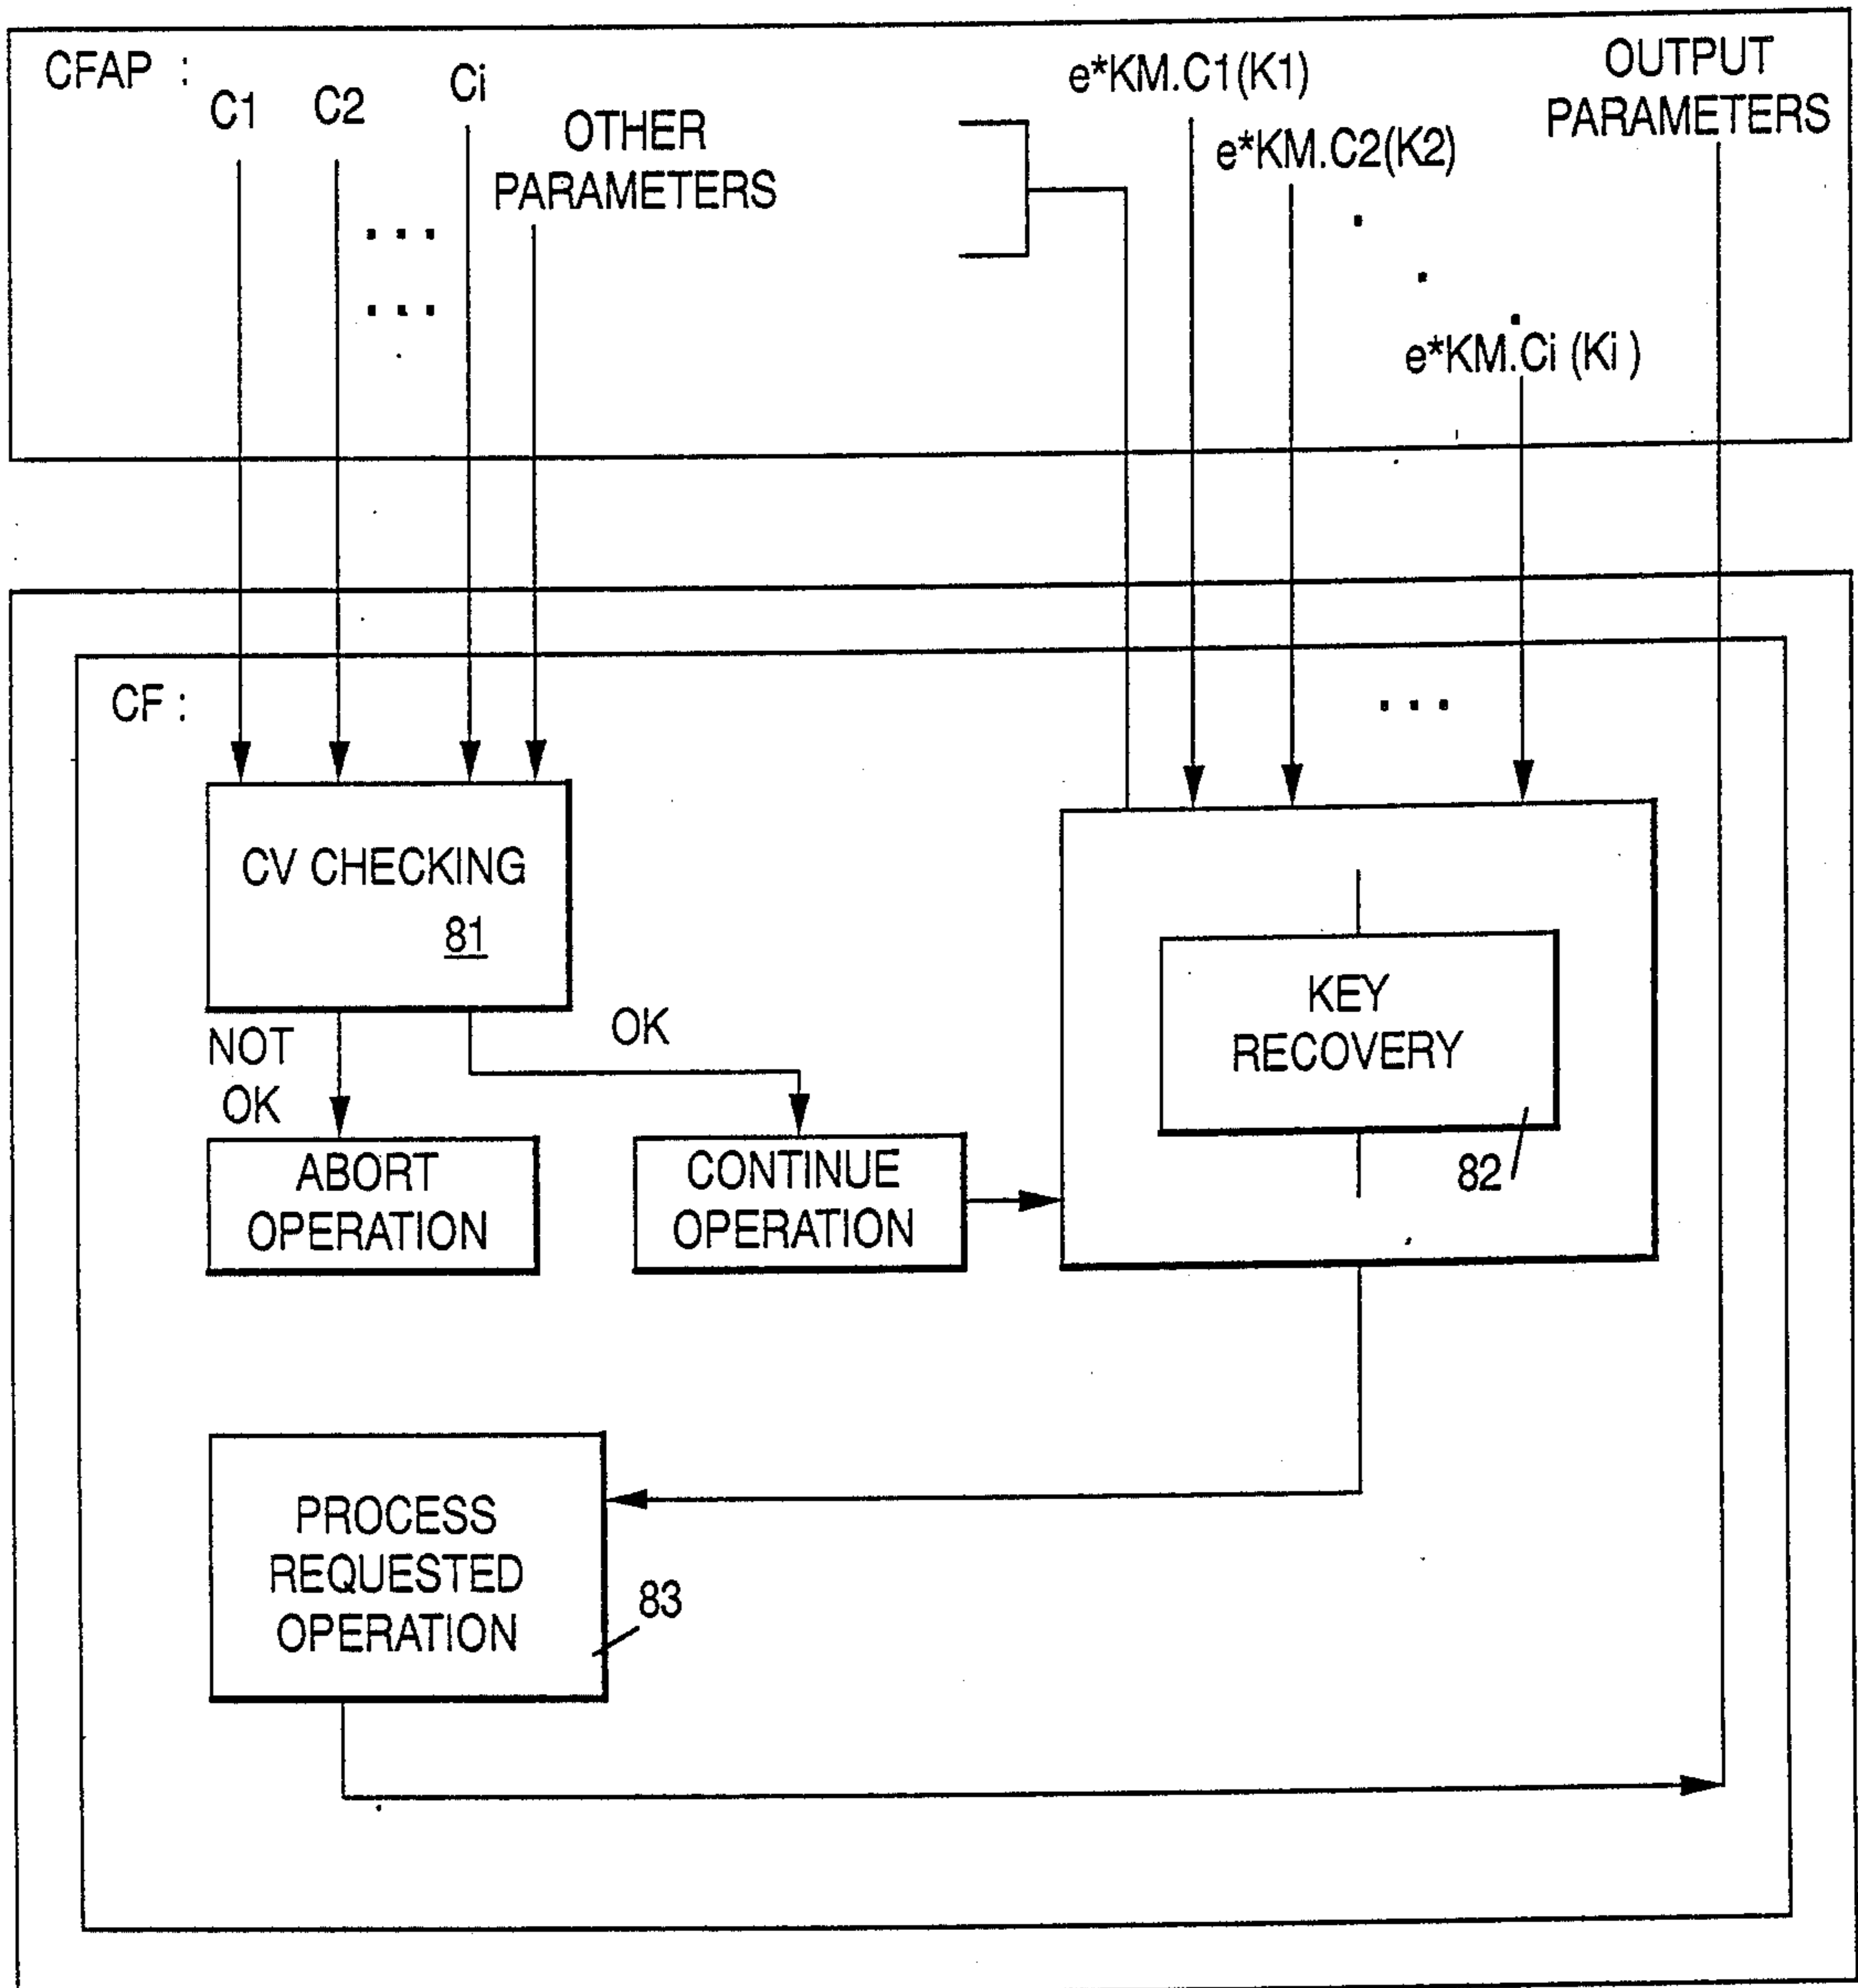 CFAP :
C1
C2
Ci
OTHER
PARAMETERS
e*KM.C1(K1)
e*KM.C2(K2)
e*KM.Ci (Ki )
OUTPUT
PARAMETERS
CF :
CV CHECKING
81
NOT
OK
OK
ABORT
OPERATION
CONTINUE
OPERATION
KEY
RECOVERY
82
PROCESS
REQUESTED
OPERATION
83